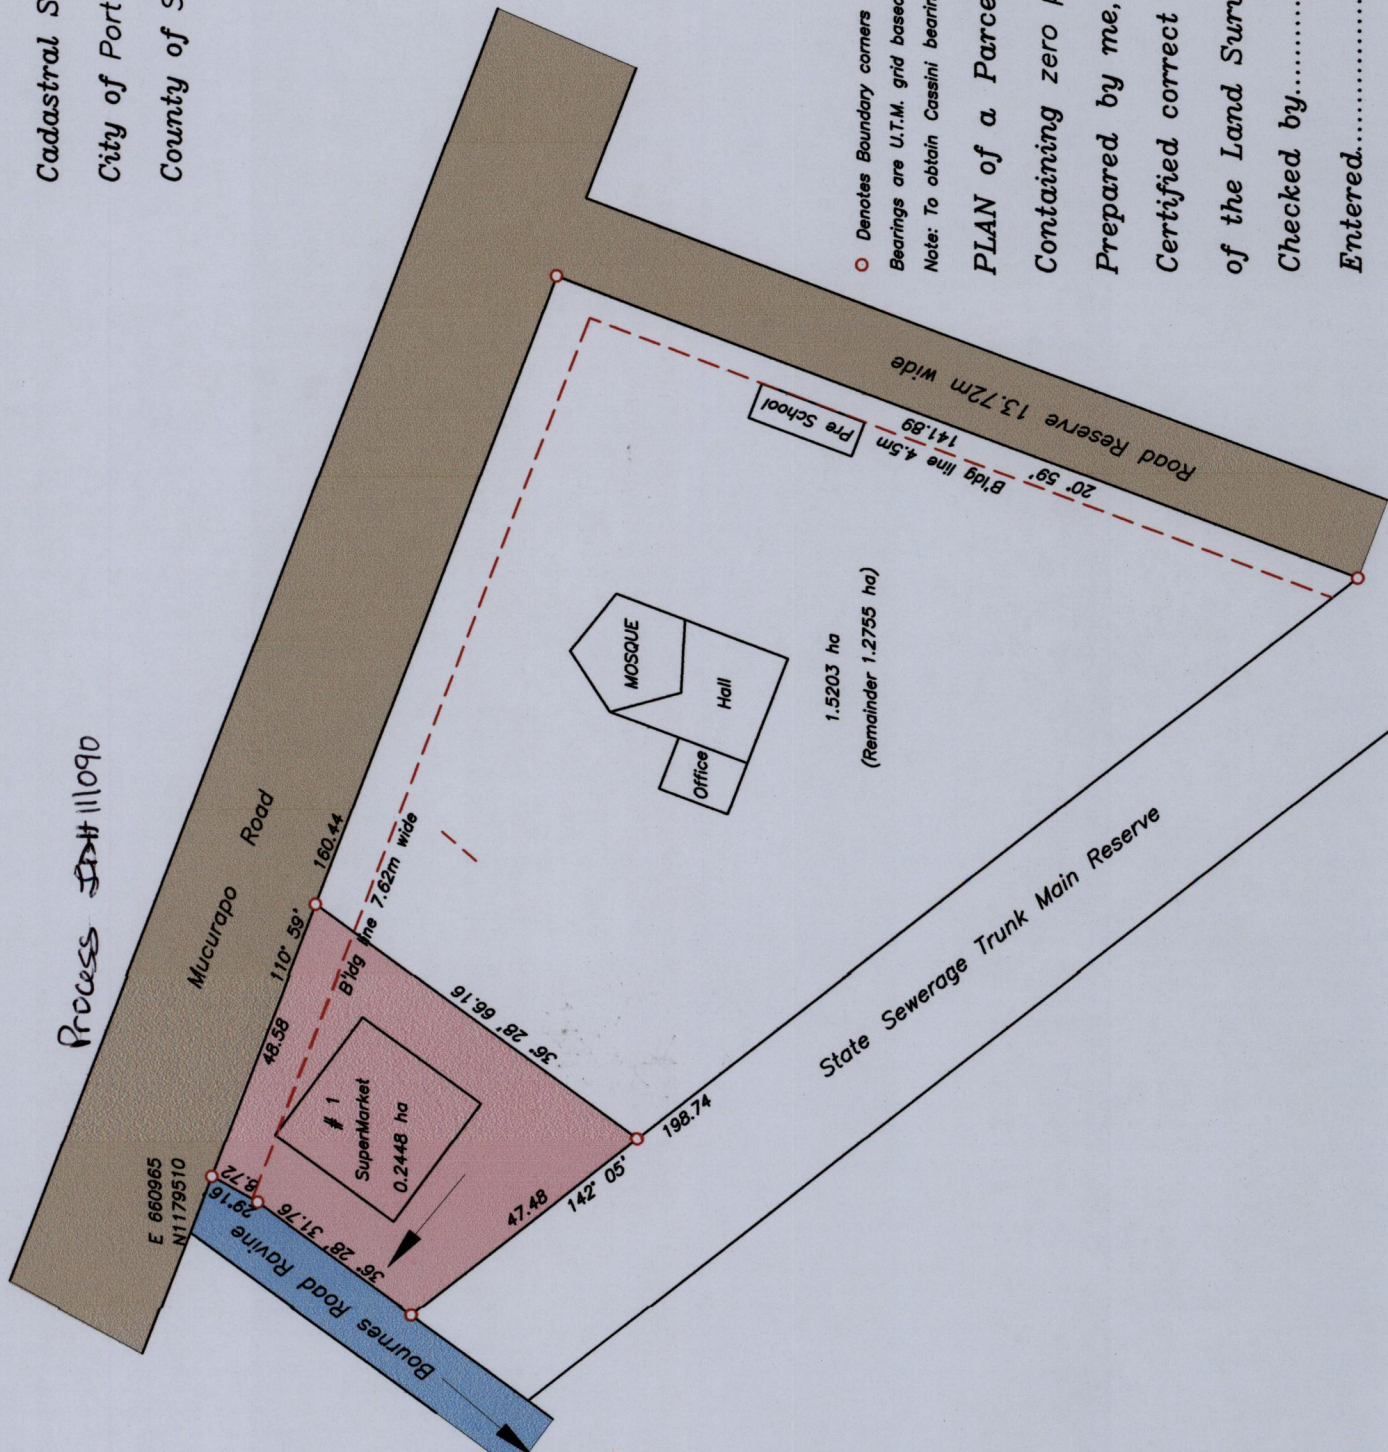 Cadastral S
City of Port
County of S
Process JDH 111090
Denotes Boundary corners
Bearings are U.T.M. grid based
Note: To obtain Cassini bearin
PLAN of a Parce
Containing zero p
Prepared by me,
Certified correct
of the Land Surv
Checked by.........
Entered..............
Mucurapo Road
E 660965
N1179510
29°16
8.72
48.58
110° 59'
160.44
B'ldg line 7.62m wide
# 1
SuperMarket
0.2448 ha
36° 28' 31.76
36° 28' 66.16
47.48
142° 05'
198.74
Bournes Road Ravine
MOSQUE
Hall
Office
Pre School
B'ldg line 4.5m
20° 59'
141.89
Road Reserve 13.72m wide
1.5203 ha
(Remainder 1.2755 ha)
State Sewerage Trunk Main Reserve